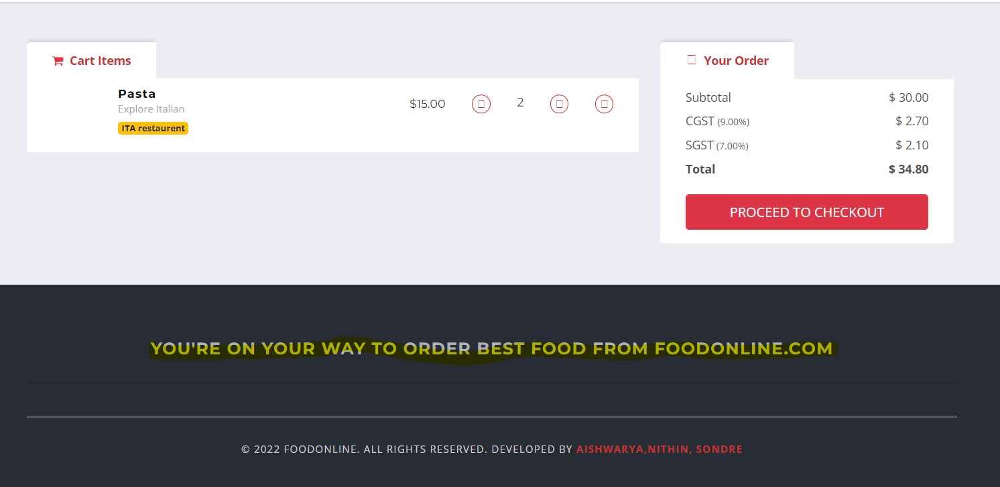 Cart Items
Pasta
Explore Italian
ITA restaurent
$15.00 2
Your Order
Subtotal $ 30.00
CGST (9.00%) $ 2.70
SGST (7.00%) $ 2.10
Total $ 34.80
PROCEED TO CHECKOUT
YOU'RE ON YOUR WAY TO ORDER BEST FOOD FROM FOODONLINE.COM
© 2022 FOODONLINE. ALL RIGHTS RESERVED. DEVELOPED BY AISHWARYA,NITHIN, SONDRE